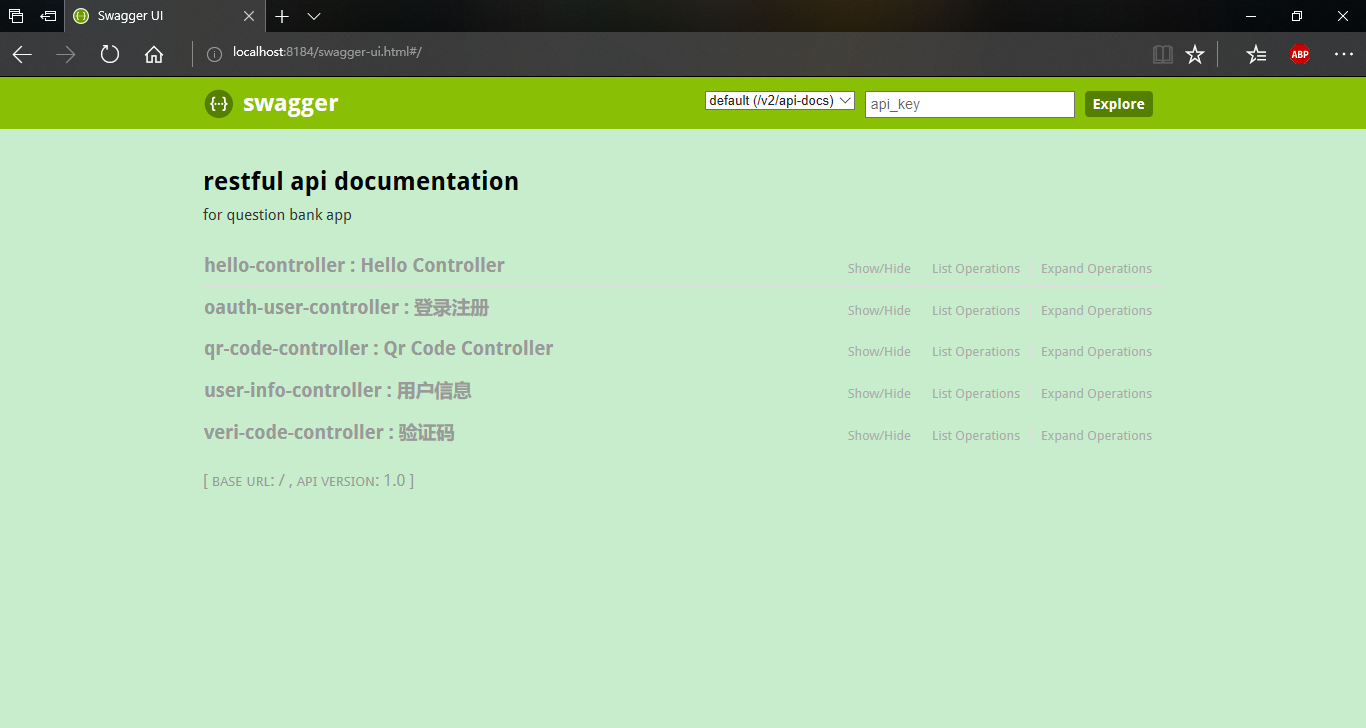 Swagger UI
localhost:8184/swagger-ui.html#/
ABP
{···} swagger
default (/v2/api-docs)
api_key
Explore
restful api documentation
for question bank app
hello-controller : Hello Controller Show/Hide List Operations Expand Operations
oauth-user-controller : 登录注册 Show/Hide List Operations Expand Operations
qr-code-controller : Qr Code Controller Show/Hide List Operations Expand Operations
user-info-controller : 用户信息 Show/Hide List Operations Expand Operations
veri-code-controller : 验证码 Show/Hide List Operations Expand Operations
[ BASE URL: / , API VERSION: 1.0 ]